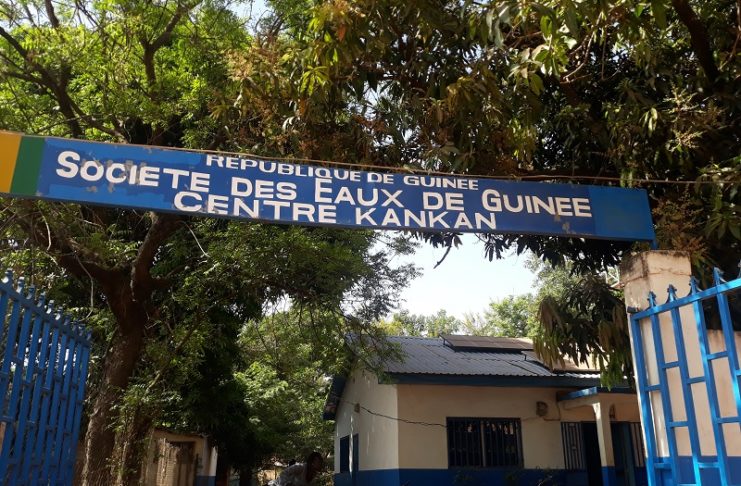 REPUBLIQUE DE GUINEE
SOCIETE DES EAUX DE GUINEE
CENTRE KANKAN